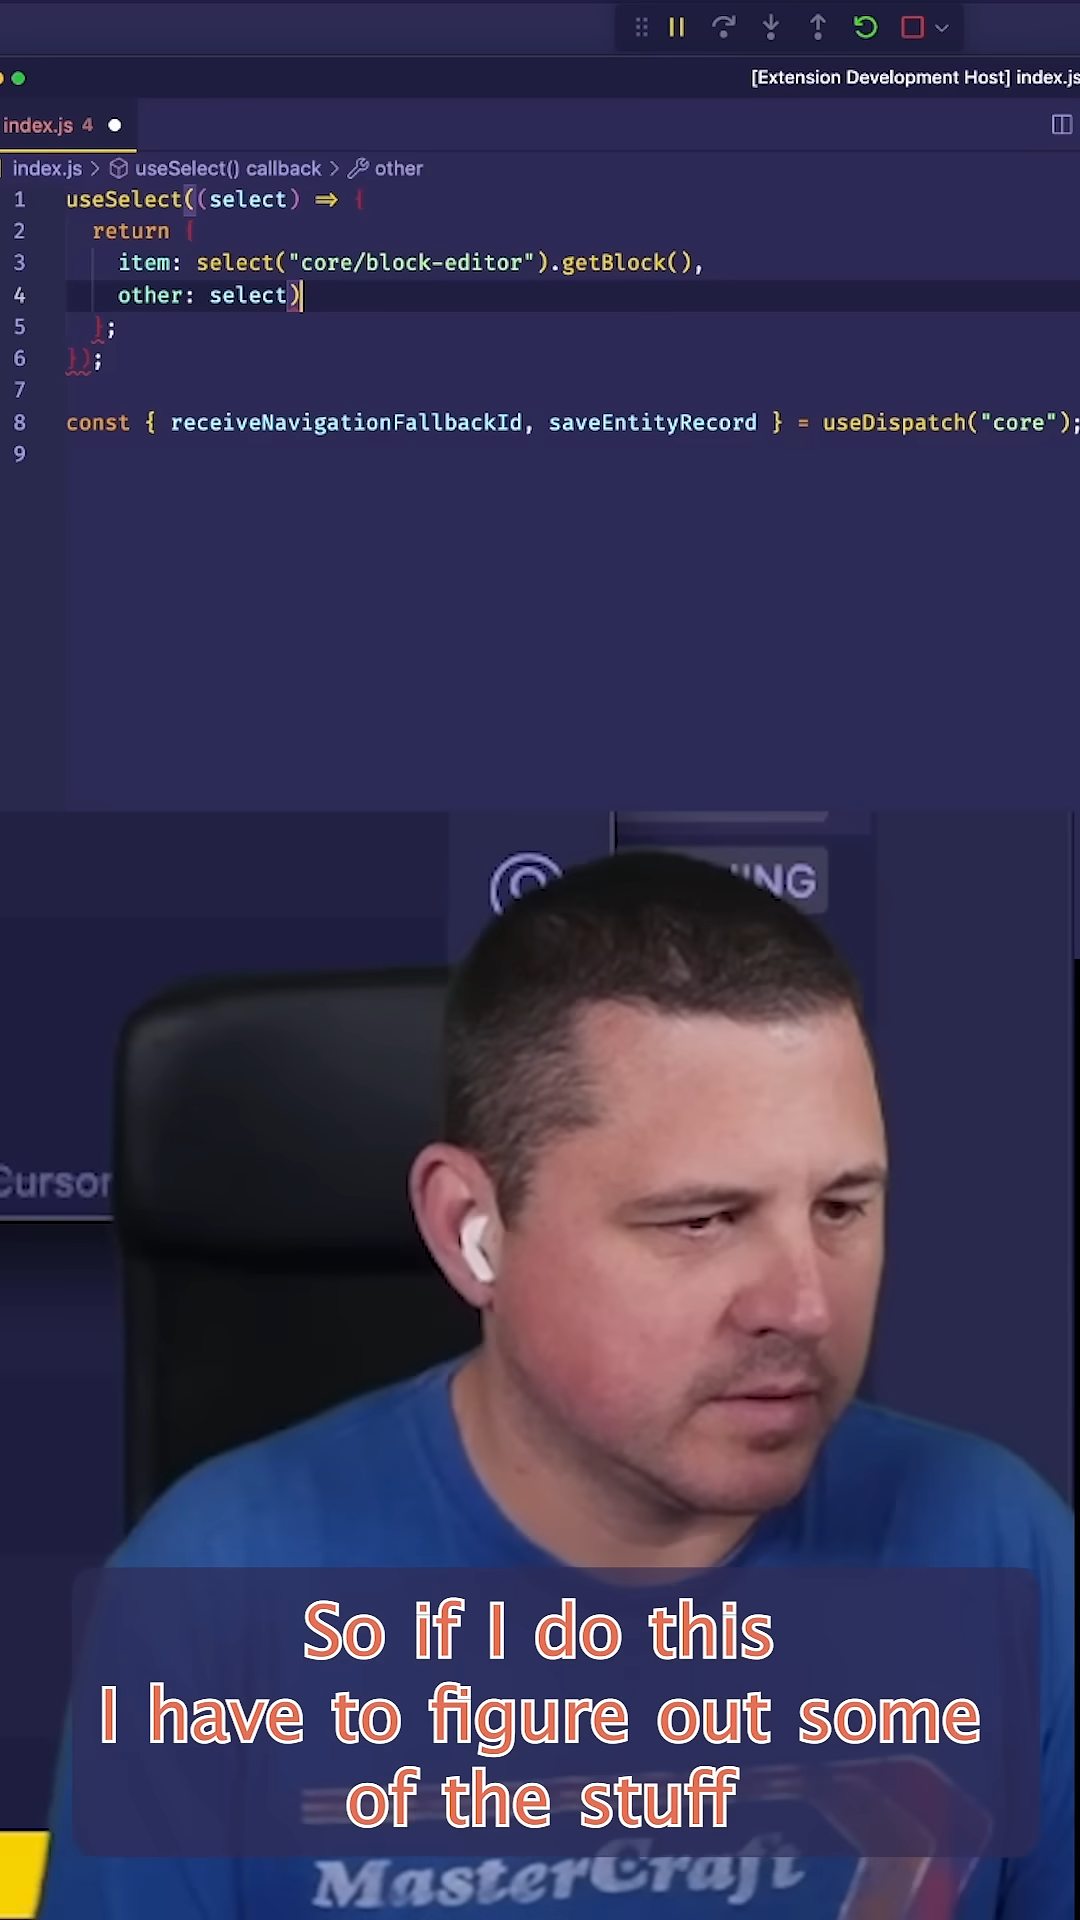 [Extension Development Host] index.js
index.js 4
index.js > useSelect() callback > other
1 useSelect((select) => {
2 return {
3 item: select("core/block-editor").getBlock(),
4 other: select)
5 };
6 });
7
8 const { receiveNavigationFallbackId, saveEntityRecord } = useDispatch("core");
9
Cursor
So if I do this
I have to figure out some
of the stuff
MasterCraft